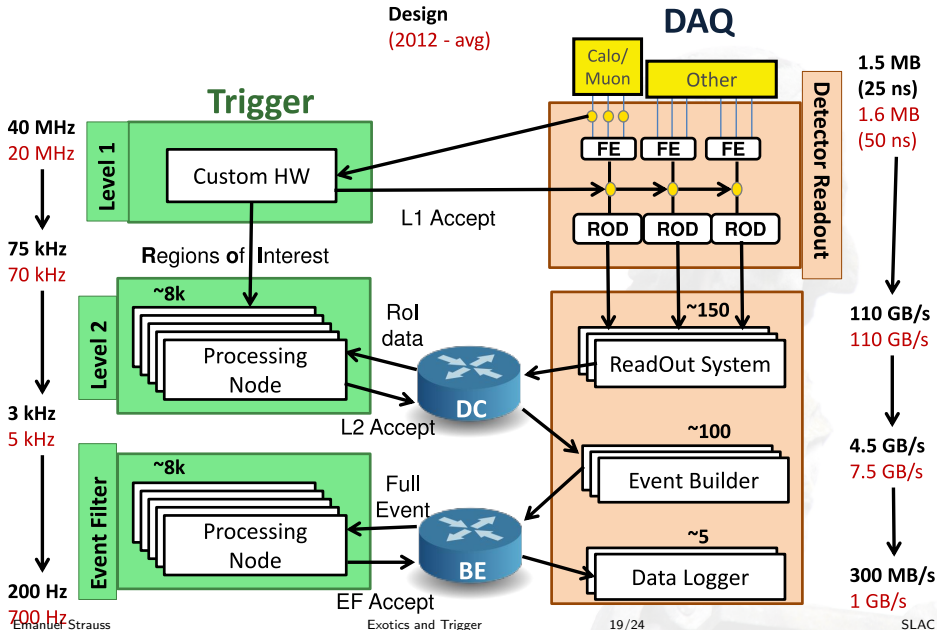 Design
(2012 - avg)
DAQ
Trigger
Calo/
Muon
Other
1.5 MB
(25 ns)
1.6 MB
(50 ns)
40 MHz
20 MHz
Level 1
Custom HW
FE
FE
FE
Detector Readout
L1 Accept
ROD
ROD
ROD
75 kHz
70 kHz
Regions of Interest
Level 2
~8k
Processing
Node
RoI
data
DC
L2 Accept
~150
ReadOut System
110 GB/s
110 GB/s
3 kHz
5 kHz
~100
Event Builder
4.5 GB/s
7.5 GB/s
Event Filter
~8k
Processing
Node
Full
Event
BE
EF Accept
~5
Data Logger
300 MB/s
1 GB/s
200 Hz
700 Hz
Emanuel Strauss
Exotics and Trigger
19/24
SLAC